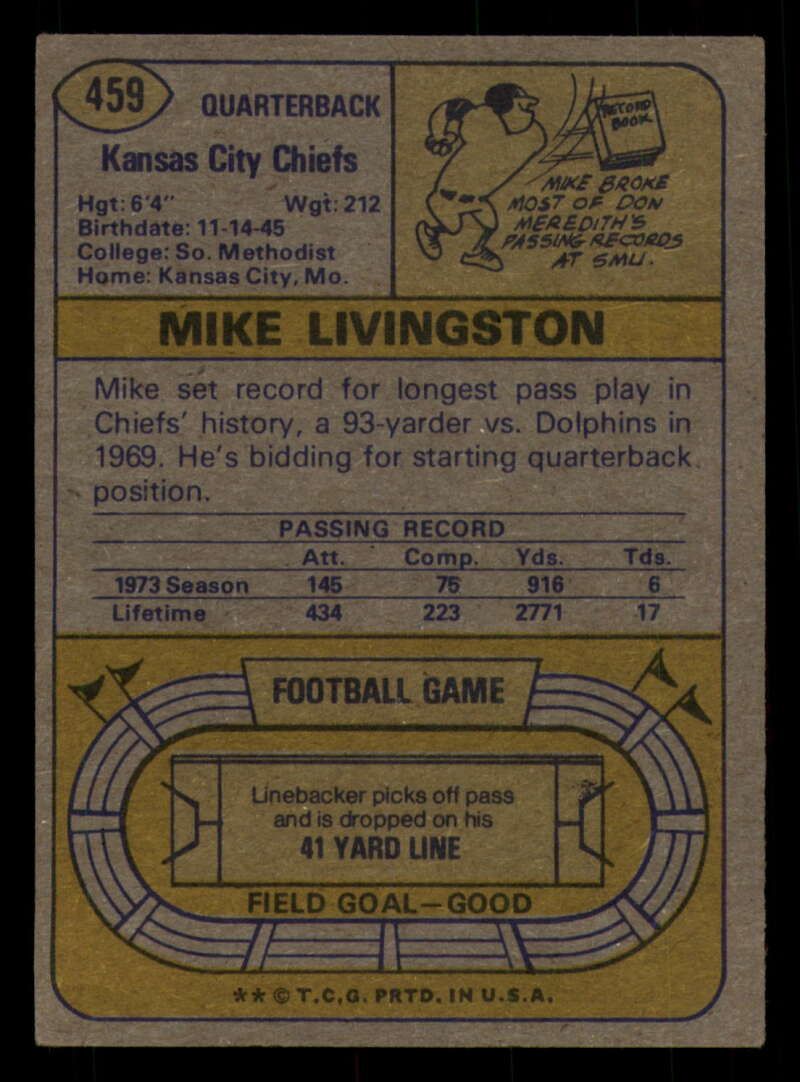 459
QUARTERBACK
Kansas City Chiefs
Hgt: 6'4" Wgt: 212
Birthdate: 11-14-45
College: So. Methodist
Home: Kansas City, Mo.
RECORD
BOOK
MIKE BROKE
MOST OF DON
MEREDITH'S
PASSING RECORDS
AT SMU.
MIKE LIVINGSTON
Mike set record for longest pass play in
Chiefs' history, a 93-yarder vs. Dolphins in
1969. He's bidding for starting quarterback
position.
PASSING RECORD
Att. Comp. Yds. Tds.
1973 Season 145 75 916 6
Lifetime 434 223 2771 17
FOOTBALL GAME
Linebacker picks off pass
and is dropped on his
41 YARD LINE
FIELD GOAL—GOOD
** © T.C.G. PRTD. IN U.S.A.